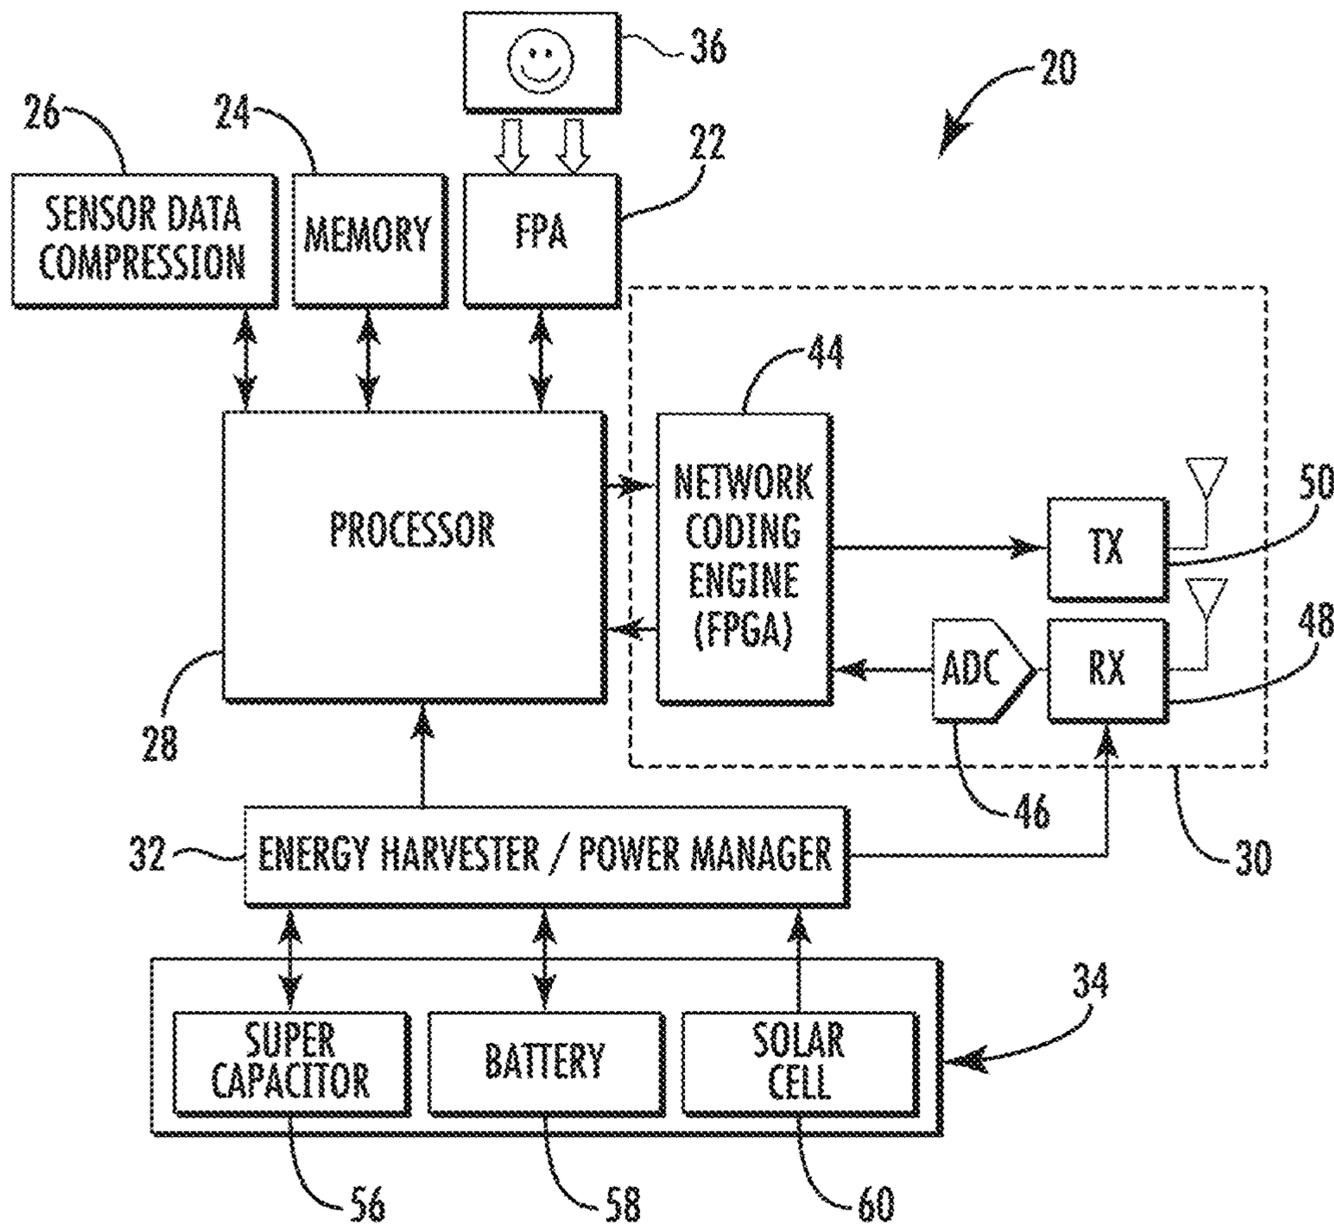 36
20
26
24
22
SENSOR DATA
COMPRESSION
MEMORY
FPA
44
PROCESSOR
NETWORK
CODING
ENGINE
(FPGA)
TX
50
ADC
RX
48
28
46
30
32
ENERGY HARVESTER / POWER MANAGER
34
SUPER
CAPACITOR
BATTERY
SOLAR
CELL
56
58
60